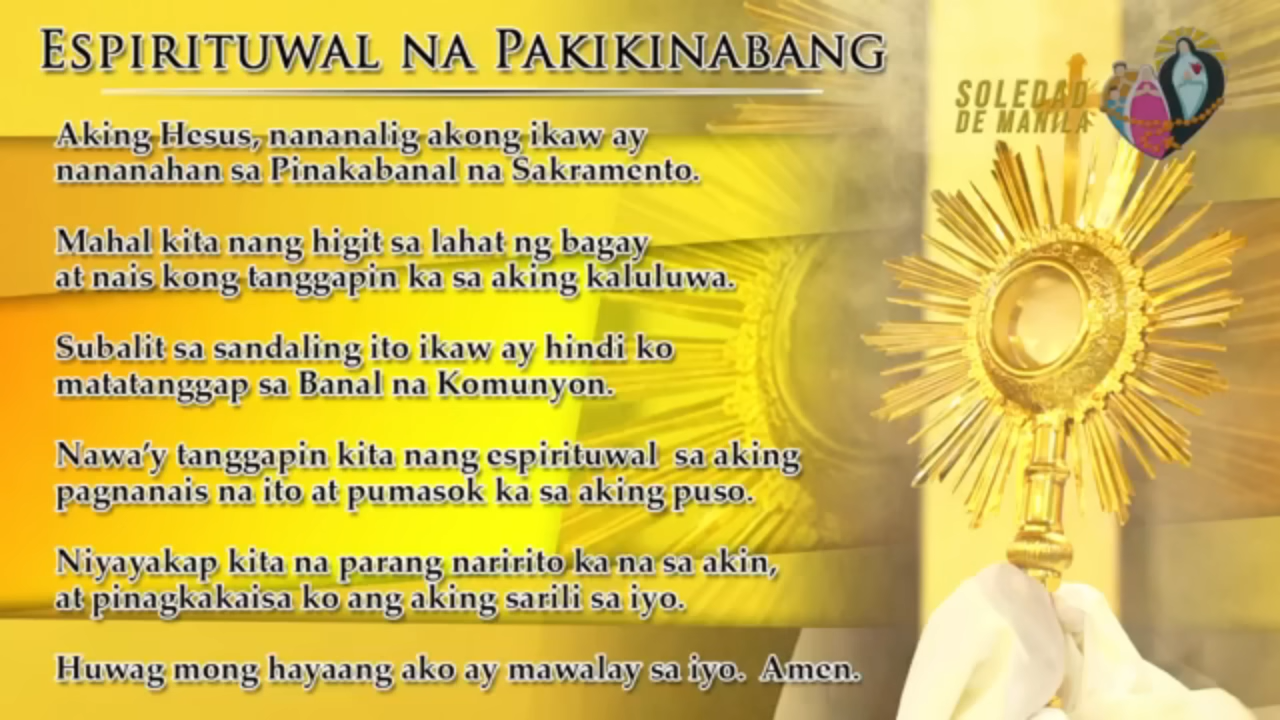 ESPIRITUWAL NA PAKIKINABANG
SOLEDAD
DE MANILA
Aking Hesus, nananalig akong ikaw ay
nananahan sa Pinakabanal na Sakramento.
Mahal kita nang higit sa lahat ng bagay
at nais kong tanggapin ka sa aking kaluluwa.
Subalit sa sandaling ito ikaw ay hindi ko
matatanggap sa Banal na Komunyon.
Nawa’y tanggapin kita nang espirituwal sa aking
pagnanais na ito at pumasok ka sa aking puso.
Niyayakap kita na parang naririto ka na sa akin,
at pinagkakaisa ko ang aking sarili sa iyo.
Huwag mong hayaang ako ay mawalay sa iyo. Amen.